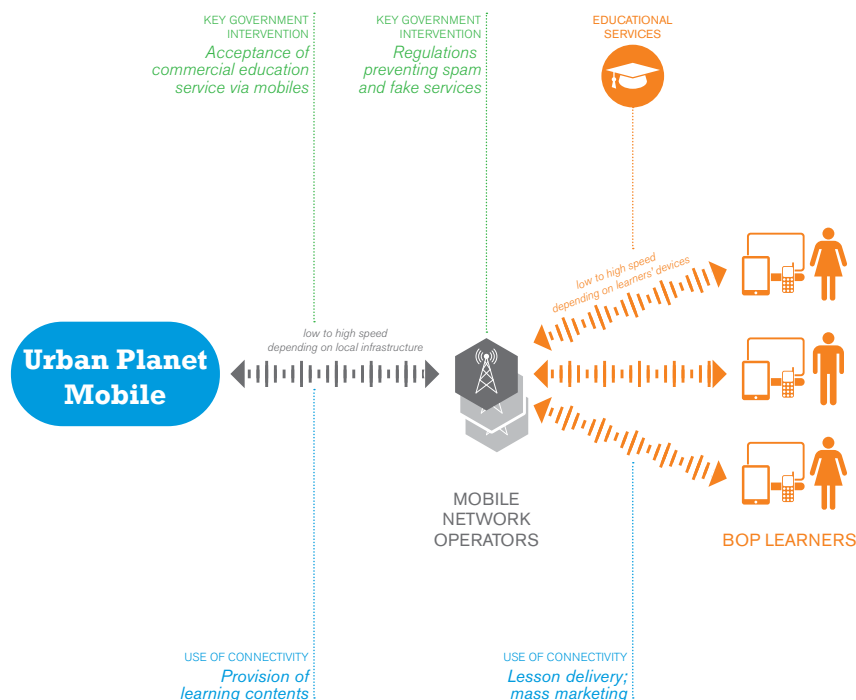 KEY GOVERNMENT
INTERVENTION
Acceptance of
commercial education
service via mobiles
KEY GOVERNMENT
INTERVENTION
Regulations
preventing spam
and fake services
EDUCATIONAL
SERVICES
low to high speed
depending on learners' devices
low to high speed
depending on local infrastructure
Urban Planet
Mobile
MOBILE
NETWORK
OPERATORS
BOP LEARNERS
USE OF CONNECTIVITY
Provision of
learning contents
USE OF CONNECTIVITY
Lesson delivery;
mass marketing